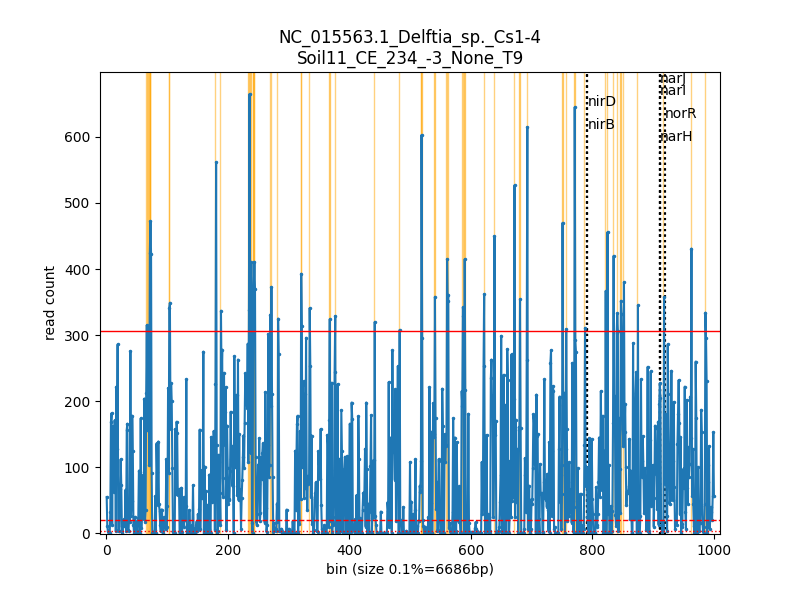 NC_015563.1_Delftia_sp._Cs1-4
Soil11_CE_234_-3_None_T9
narJ
narI
nirD
norR
nirB
narH
600
500
400
300
200
100
0
read count
0
200
400
600
800
1000
bin (size 0.1%=6686bp)